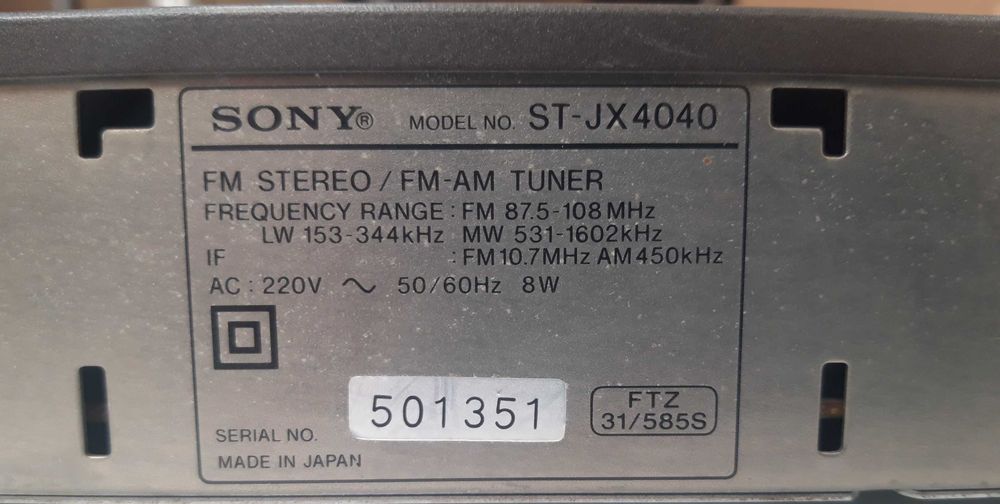 SONY® MODEL NO. ST-JX4040
FM STEREO / FM-AM TUNER
FREQUENCY RANGE : FM 87.5-108MHz
LW 153-344kHz MW 531-1602kHz
IF : FM10.7MHz AM450kHz
AC : 220V ～ 50/60Hz 8W
SERIAL NO. 501351
FTZ
31/585S
MADE IN JAPAN